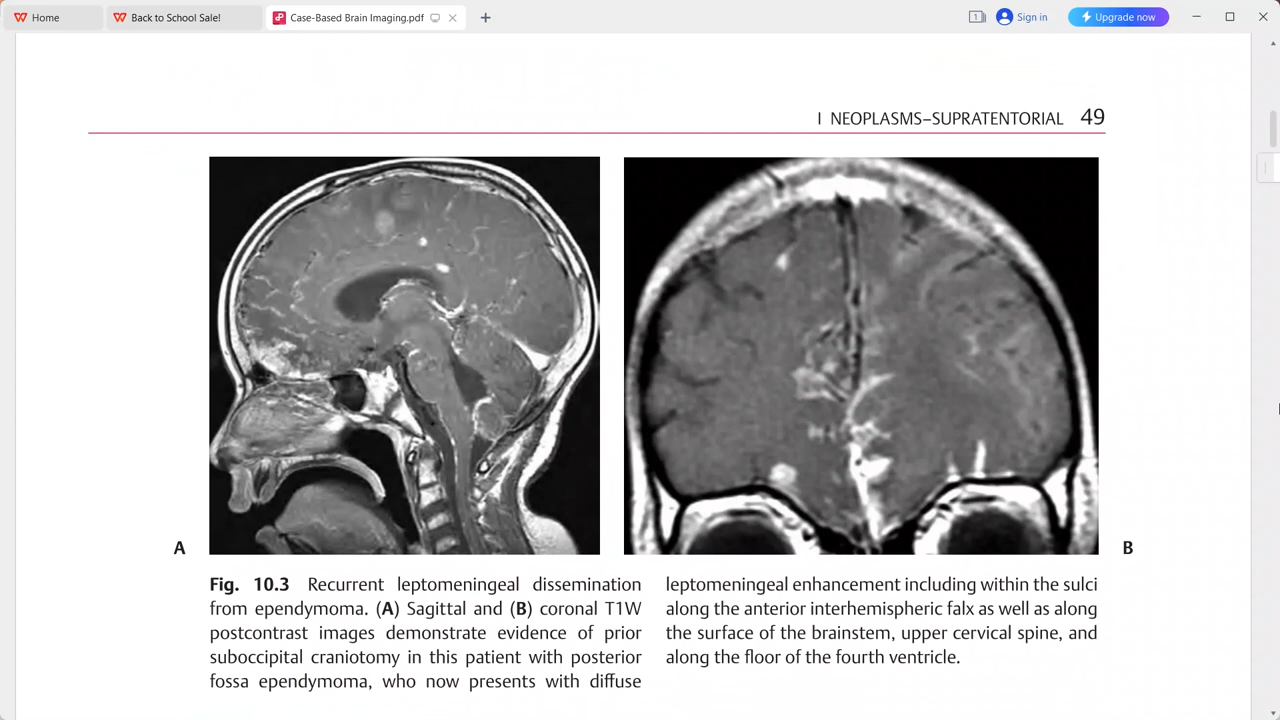 Home
Back to School Sale!
Case-Based Brain Imaging.pdf
1
Sign in
Upgrade now
I NEOPLASMS–SUPRATENTORIAL 49
A
B
Fig. 10.3 Recurrent leptomeningeal dissemination
from ependymoma. (A) Sagittal and (B) coronal T1W
postcontrast images demonstrate evidence of prior
suboccipital craniotomy in this patient with posterior
fossa ependymoma, who now presents with diffuse
leptomeningeal enhancement including within the sulci
along the anterior interhemispheric falx as well as along
the surface of the brainstem, upper cervical spine, and
along the floor of the fourth ventricle.